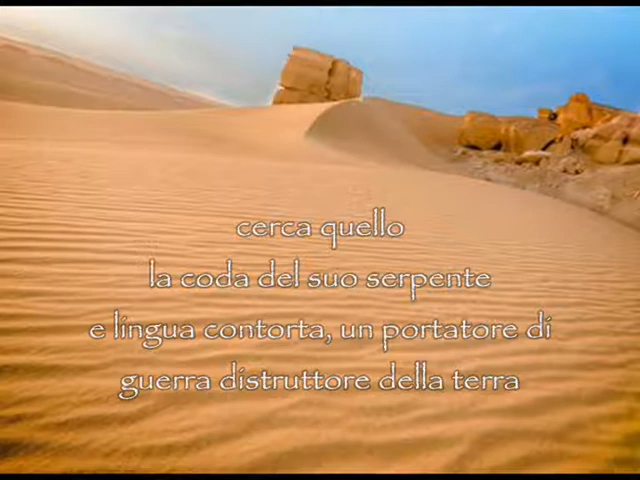 cerca quello
la coda del suo serpente
e lingua contorta, un portatore di
guerra distruttore della terra